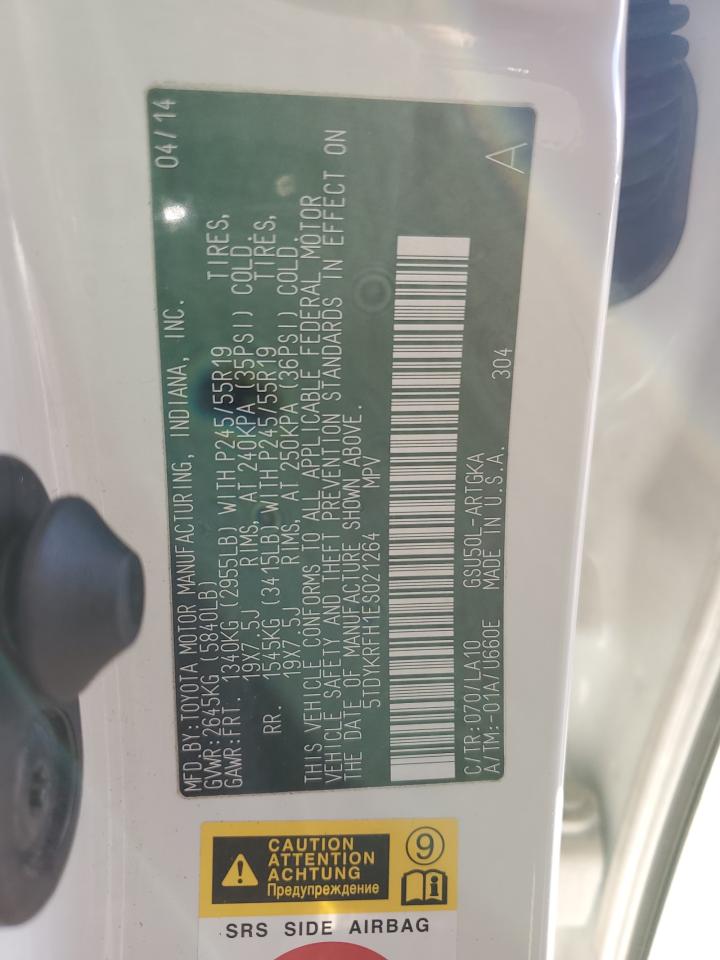 MFD.BY:TOYOTA MOTOR MANUFACTURING, INDIANA, INC. 04/14
GVWR:2645KG (5840LB)
GAWR:FRT. 1340KG (2955LB) WITH P245/55R19 TIRES,
19X7.5J RIMS, AT 240KPA (35PSI) COLD.
RR. 1545KG (3415LB) WITH P245/55R19 TIRES,
19X7.5J RIMS, AT 250KPA (36PSI) COLD.
THIS VEHICLE CONFORMS TO ALL APPLICABLE FEDERAL MOTOR
VEHICLE SAFETY AND THEFT PREVENTION STANDARDS IN EFFECT ON
THE DATE OF MANUFACTURE SHOWN ABOVE.
5TDYKRFH1ES021264 MPV
C/TR:070/LA10 GSU50L-ARTGKA 304
A/TM:-01A/U660E MADE IN U.S.A. A
CAUTION
ATTENTION
ACHTUNG
Предупреждение
9
SRS SIDE AIRBAG